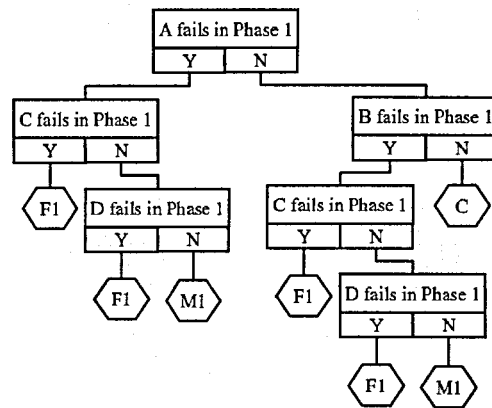 A fails in Phase 1
Y N
C fails in Phase 1
B fails in Phase 1
Y N
Y N
F1
D fails in Phase 1
C fails in Phase 1
C
Y N
Y N
F1
M1
F1
D fails in Phase 1
Y N
F1
M1